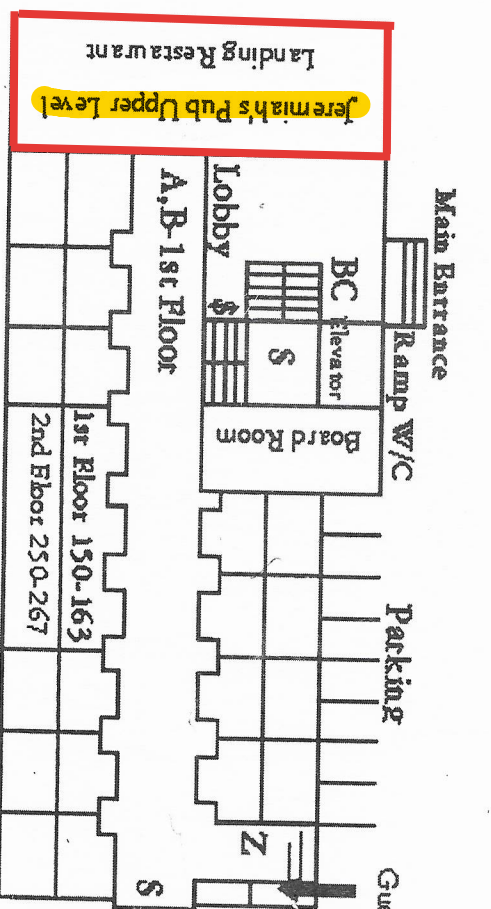 Landing Restaurant
Jeremiah's Pub Upper Level
Main Entrance
Ramp W/C
BC
Elevator
Lobby
$
S
A,B-1st Floor
Board Room
1st Floor 150-163
2nd Floor 250-267
Parking
Z
$
Gue